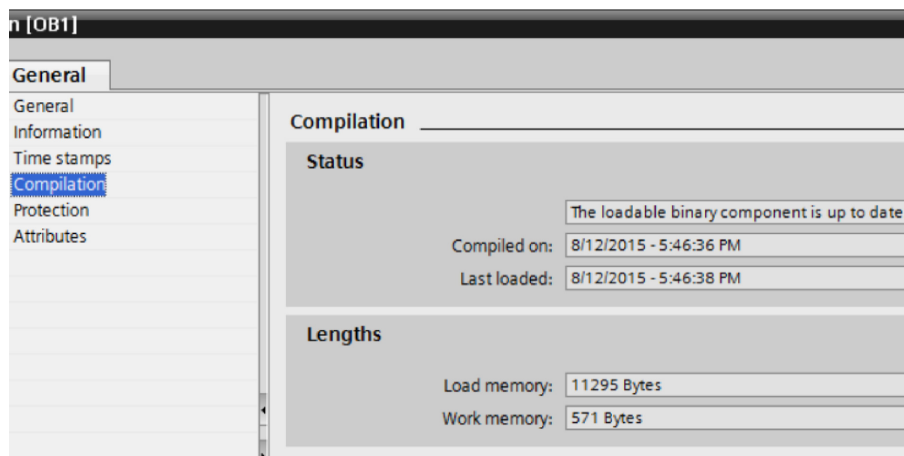 n [OB1]
General
General
Information
Time stamps
Compilation
Protection
Attributes
Compilation
Status
The loadable binary component is up to date
Compiled on: 8/12/2015 - 5:46:36 PM
Last loaded: 8/12/2015 - 5:46:38 PM
Lengths
Load memory: 11295 Bytes
Work memory: 571 Bytes